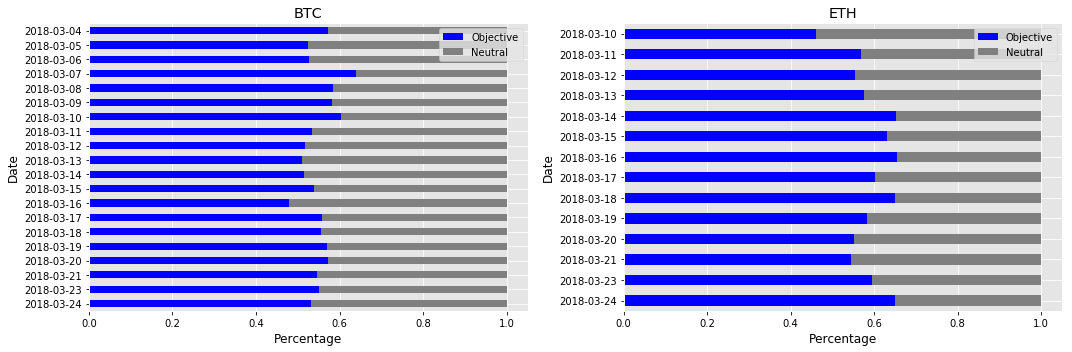 BTC
Date
2018-03-04
2018-03-05
2018-03-06
2018-03-07
2018-03-08
2018-03-09
2018-03-10
2018-03-11
2018-03-12
2018-03-13
2018-03-14
2018-03-15
2018-03-16
2018-03-17
2018-03-18
2018-03-19
2018-03-20
2018-03-21
2018-03-23
2018-03-24
Objective
Neutral
0.0 0.2 0.4 0.6 0.8 1.0
Percentage
ETH
Date
2018-03-10
2018-03-11
2018-03-12
2018-03-13
2018-03-14
2018-03-15
2018-03-16
2018-03-17
2018-03-18
2018-03-19
2018-03-20
2018-03-21
2018-03-23
2018-03-24
Objective
Neutral
0.0 0.2 0.4 0.6 0.8 1.0
Percentage